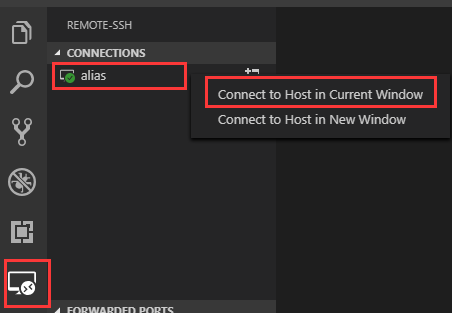 REMOTE-SSH
CONNECTIONS
alias
Connect to Host in Current Window
Connect to Host in New Window
FORWARDED PORTS